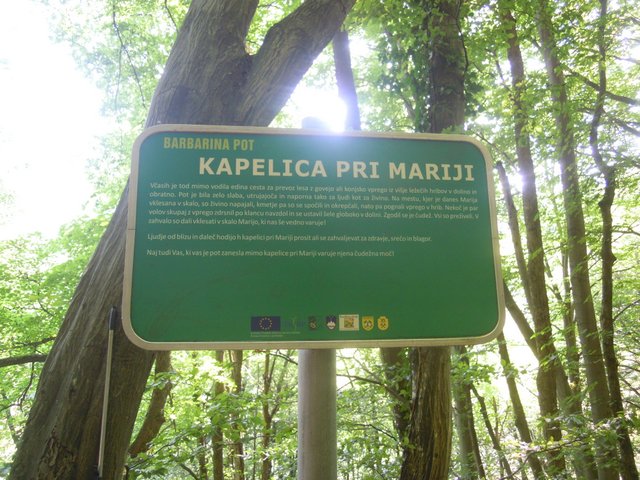 BARBARINA POT
KAPELICA PRI MARIJI
Včasih je tod mimo vodila edina cesta za prevoz lesa z govejo ali konjsko vprego iz višje ležečih hribov v dolino in
obratno. Pot je bila zelo slaba, utrujajoča in naporna tako za ljudi kot za živino. Na mestu, kjer je danes Marija
vklesana v skalo, so živino napajali, kmetje pa so se spočili in okrepčali, nato pa pognali vprego v hrib. Nekoč je par
volov skupaj z vprego zdrsnil po klancu navzdol in se ustavil šele globoko v dolini. Zgodil se je čudež. Vsi so preživeli. V
zahvalo so dali vklesati v skalo Marijo, ki nas še vedno varuje!
Ljudje od blizu in daleč hodijo h kapelici pri Mariji prosit ali se zahvaljevat za zdravje, srečo in blagor.
Naj tudi Vas, ki vas je pot zanesla mimo kapelice pri Mariji varuje njena čudežna moč!